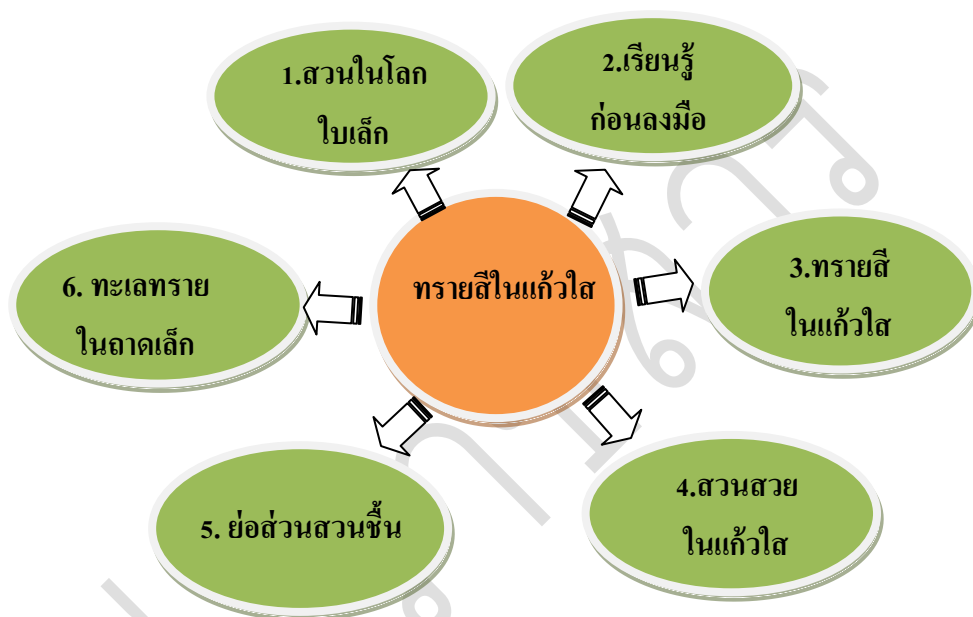 1.สวนในโลก
ใบเล็ก
2.เรียนรู้
ก่อนลงมือ
ทรายสีในแก้วใส
3.ทรายสี
ในแก้วใส
4.สวนสวย
ในแก้วใส
5. ย่อส่วนสวนชื้น
6. ทะเลทราย
ในถาดเล็ก